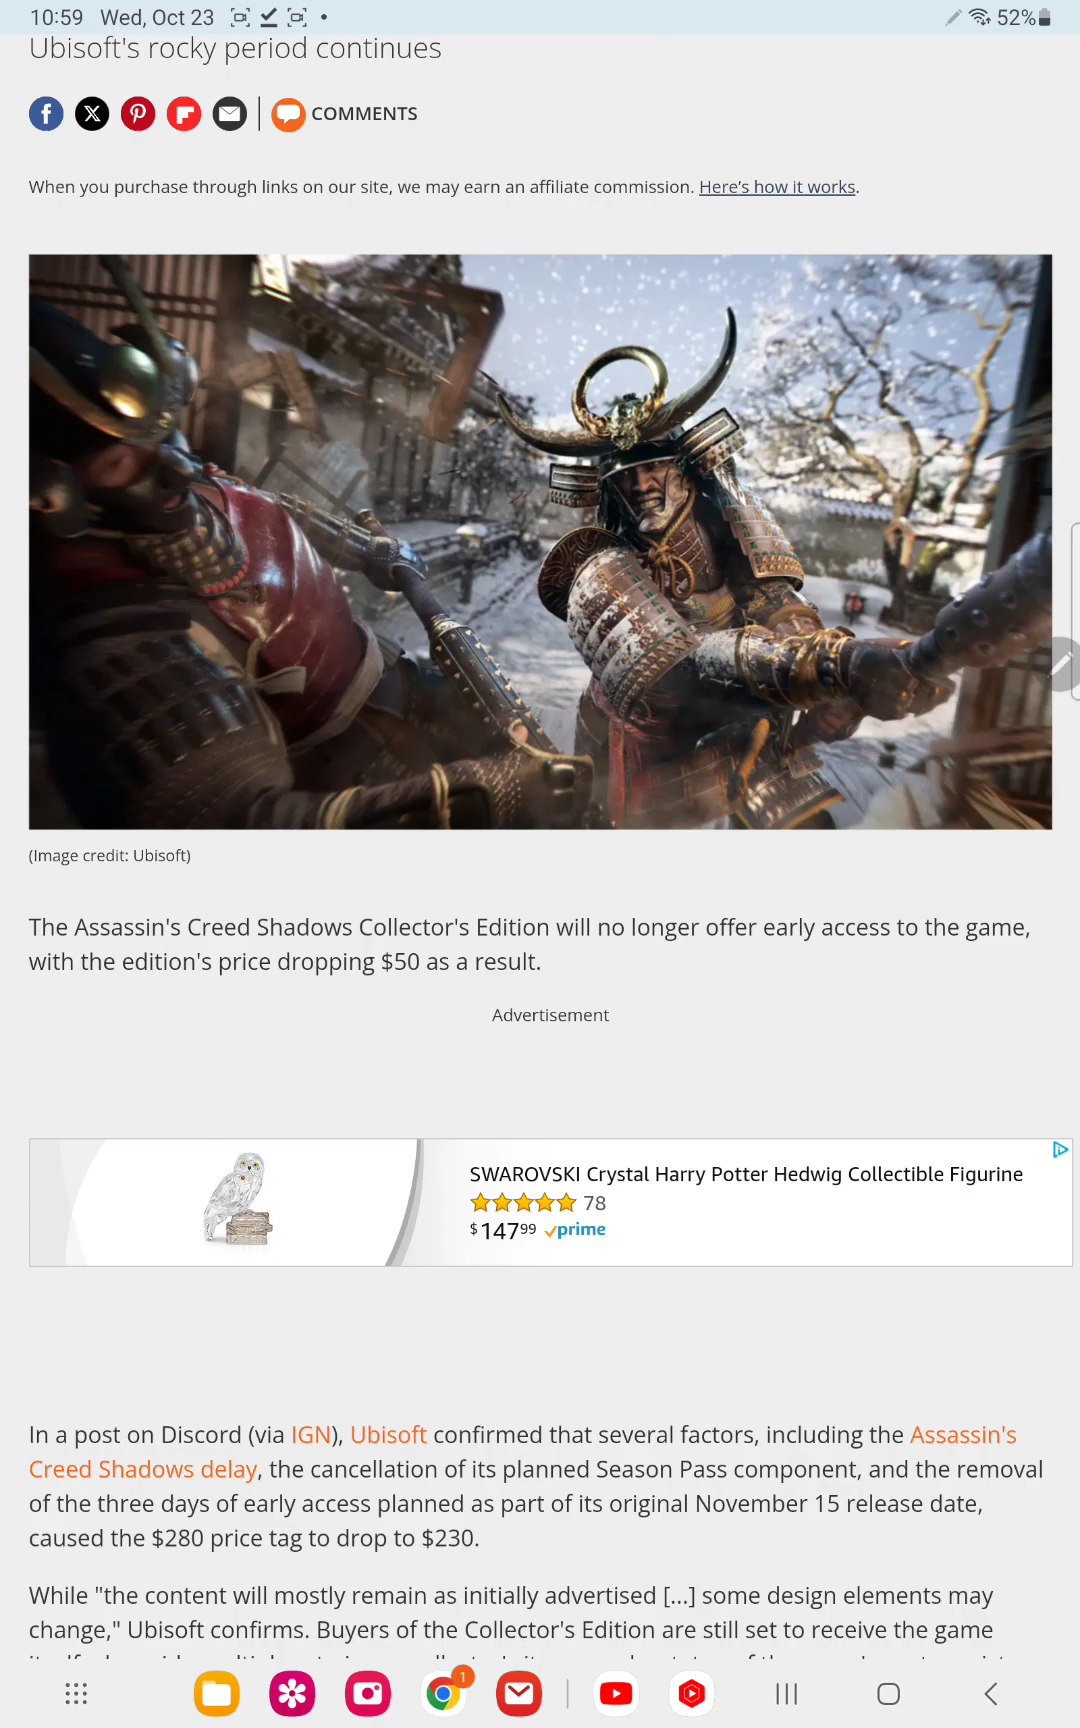 10:59 Wed, Oct 23 52%
Ubisoft's rocky period continues
COMMENTS
When you purchase through links on our site, we may earn an affiliate commission. Here's how it works.
(Image credit: Ubisoft)
The Assassin's Creed Shadows Collector's Edition will no longer offer early access to the game,
with the edition's price dropping $50 as a result.
Advertisement
SWAROVSKI Crystal Harry Potter Hedwig Collectible Figurine
78
$14799 prime
In a post on Discord (via IGN), Ubisoft confirmed that several factors, including the Assassin's
Creed Shadows delay, the cancellation of its planned Season Pass component, and the removal
of the three days of early access planned as part of its original November 15 release date,
caused the $280 price tag to drop to $230.
While "the content will mostly remain as initially advertised [...] some design elements may
change," Ubisoft confirms. Buyers of the Collector's Edition are still set to receive the game
1